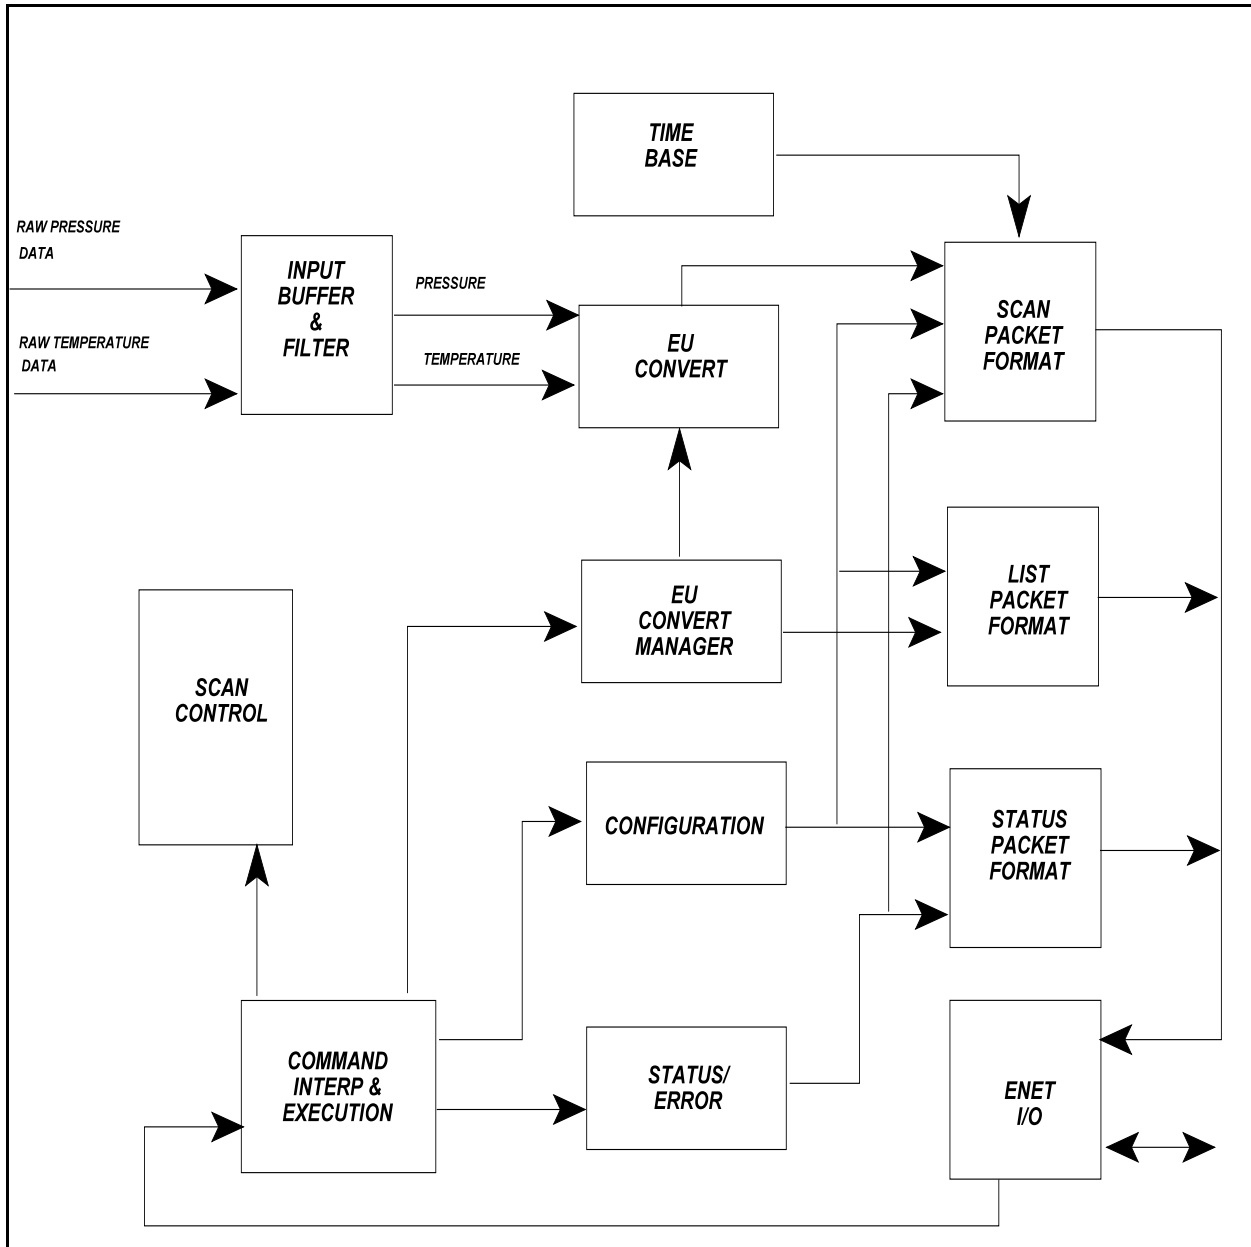 TIME
BASE
RAW PRESSURE
DATA
INPUT
BUFFER
&
FILTER
PRESSURE
SCAN
PACKET
FORMAT
RAW TEMPERATURE
DATA
TEMPERATURE
EU
CONVERT
LIST
PACKET
FORMAT
EU
CONVERT
MANAGER
SCAN
CONTROL
CONFIGURATION
STATUS
PACKET
FORMAT
COMMAND
INTERP &
EXECUTION
STATUS/
ERROR
ENET
I/O